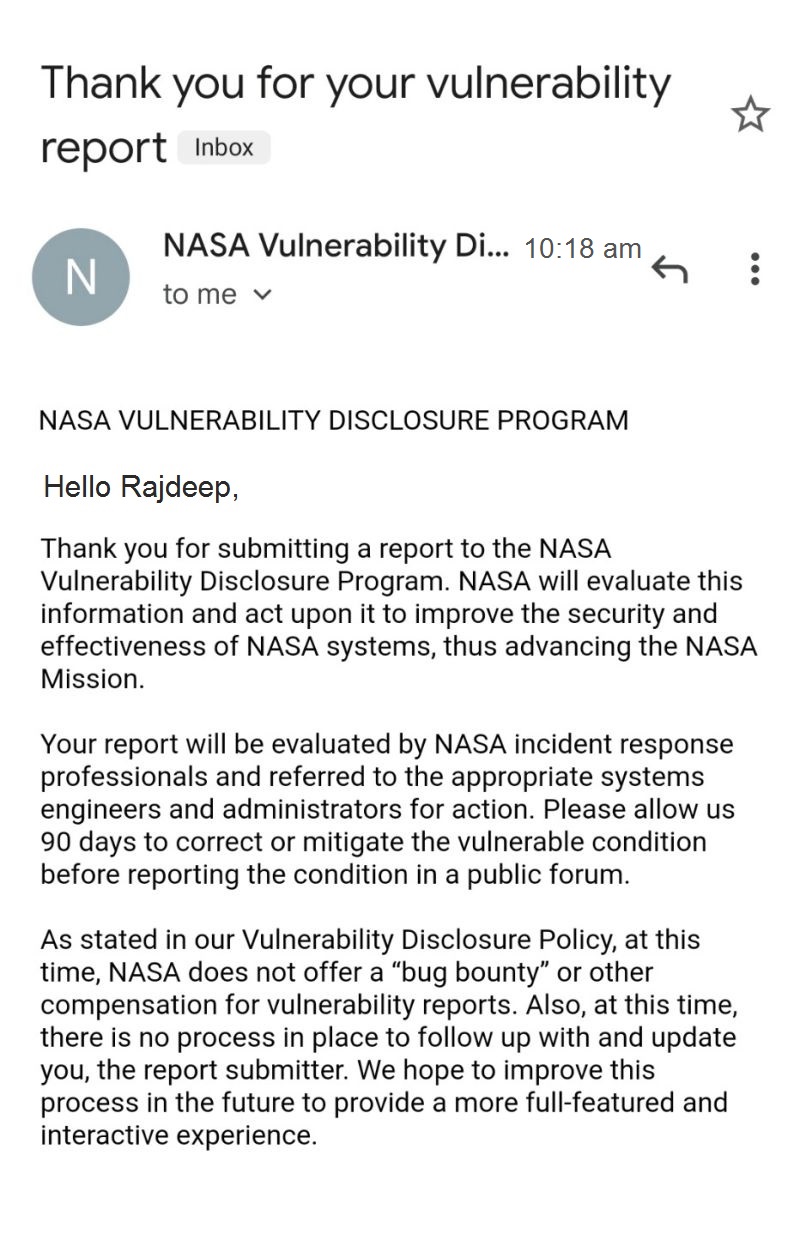 Thank you for your vulnerability
report Inbox
N
NASA Vulnerability Di... 10:18 am
to me
NASA VULNERABILITY DISCLOSURE PROGRAM
Hello Rajdeep,
Thank you for submitting a report to the NASA
Vulnerability Disclosure Program. NASA will evaluate this
information and act upon it to improve the security and
effectiveness of NASA systems, thus advancing the NASA
Mission.
Your report will be evaluated by NASA incident response
professionals and referred to the appropriate systems
engineers and administrators for action. Please allow us
90 days to correct or mitigate the vulnerable condition
before reporting the condition in a public forum.
As stated in our Vulnerability Disclosure Policy, at this
time, NASA does not offer a “bug bounty” or other
compensation for vulnerability reports. Also, at this time,
there is no process in place to follow up with and update
you, the report submitter. We hope to improve this
process in the future to provide a more full-featured and
interactive experience.